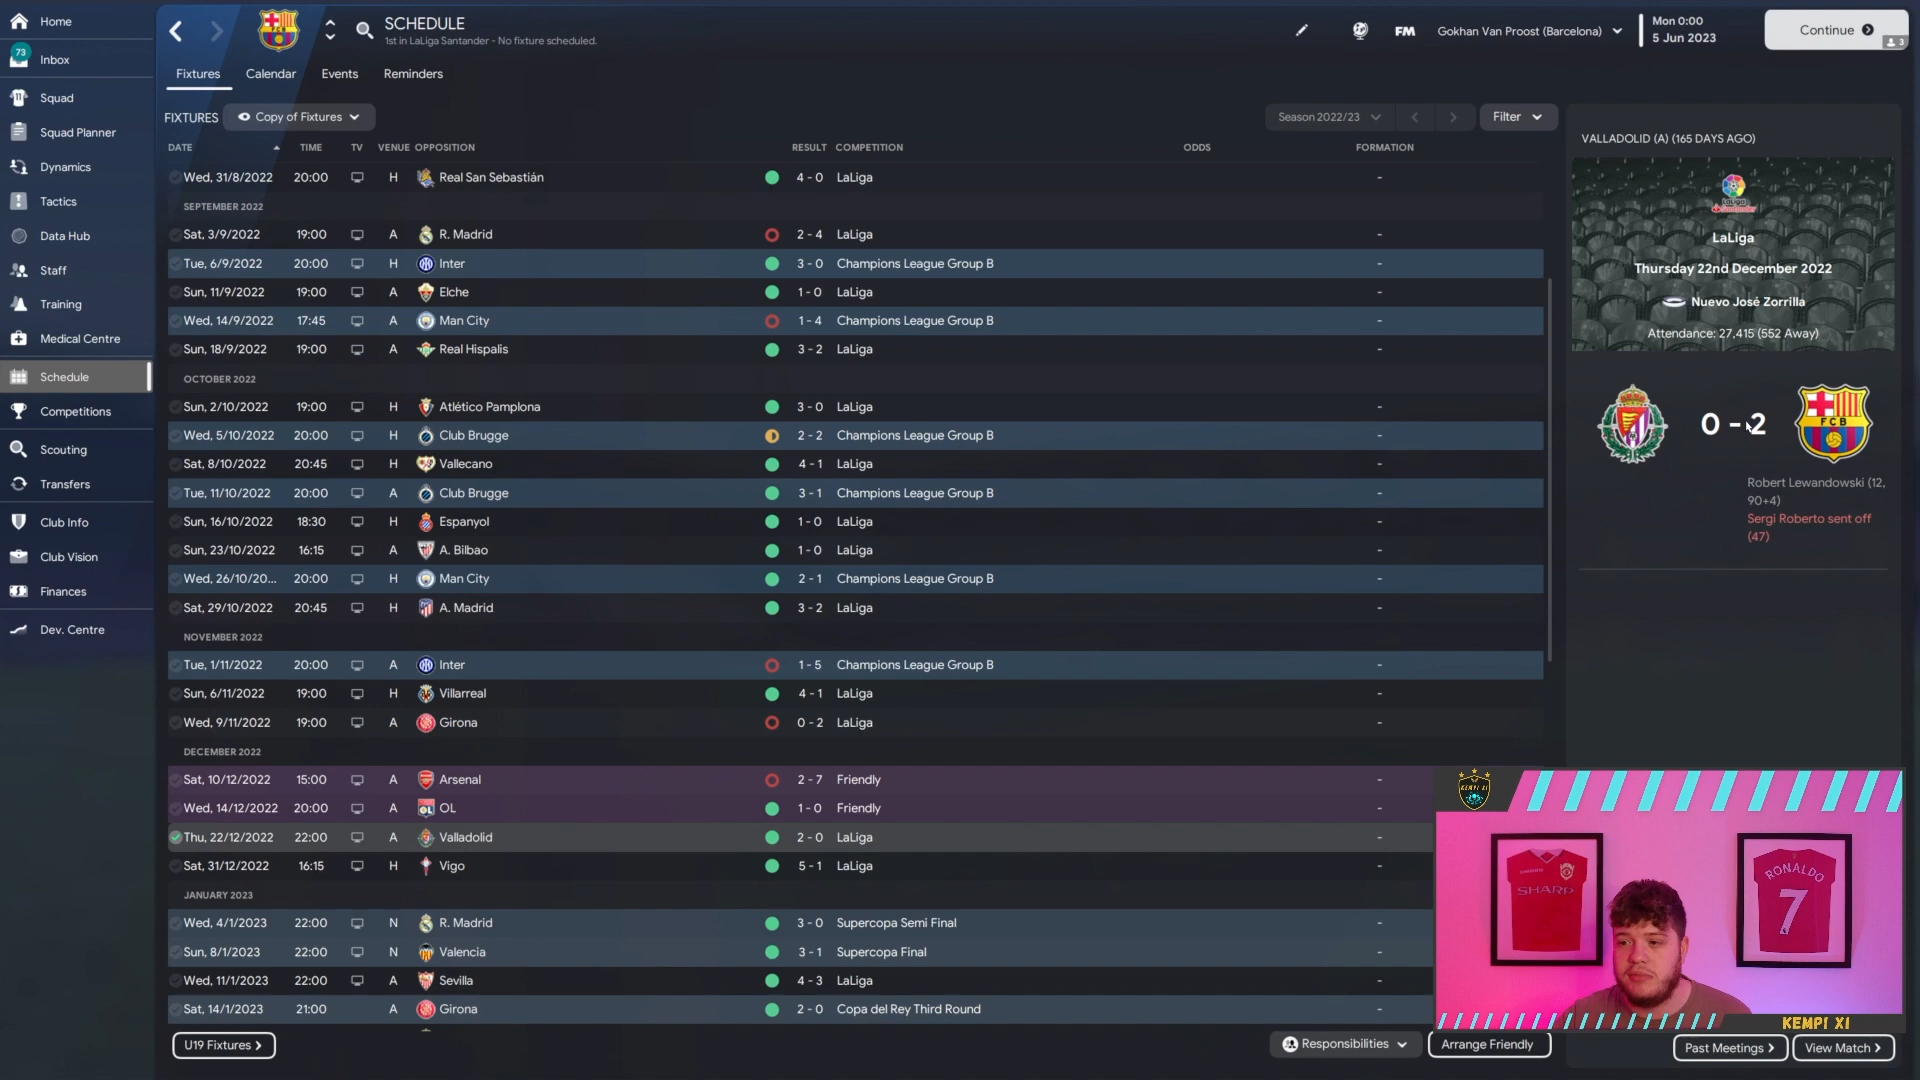 Home
73
Inbox
Squad
Squad Planner
Dynamics
Tactics
Data Hub
Staff
Training
Medical Centre
Schedule
Competitions
Scouting
Transfers
Club Info
Club Vision
Finances
Dev. Centre
SCHEDULE
1st in LaLiga Santander - No fixture scheduled.
FM
Gokhan Van Proost (Barcelona)
Mon 0:00
5 Jun 2023
Continue
3
Fixtures Calendar Events Reminders
FIXTURES Copy of Fixtures Season 2022/23 Filter
DATE TIME TV VENUE OPPOSITION RESULT COMPETITION ODDS FORMATION
Wed, 31/8/2022 20:00 H Real San Sebastián 4 - 0 LaLiga -
SEPTEMBER 2022
Sat, 3/9/2022 19:00 A R. Madrid 2 - 4 LaLiga -
Tue, 6/9/2022 20:00 H Inter 3 - 0 Champions League Group B -
Sun, 11/9/2022 19:00 A Elche 1 - 0 LaLiga -
Wed, 14/9/2022 17:45 A Man City 1 - 4 Champions League Group B -
Sun, 18/9/2022 19:00 A Real Hispalis 3 - 2 LaLiga -
OCTOBER 2022
Sun, 2/10/2022 19:00 H Atlético Pamplona 3 - 0 LaLiga -
Wed, 5/10/2022 20:00 H Club Brugge 2 - 2 Champions League Group B -
Sat, 8/10/2022 20:45 H Vallecano 4 - 1 LaLiga -
Tue, 11/10/2022 20:00 A Club Brugge 3 - 1 Champions League Group B -
Sun, 16/10/2022 18:30 H Espanyol 1 - 0 LaLiga -
Sun, 23/10/2022 16:15 A A. Bilbao 1 - 0 LaLiga -
Wed, 26/10/20... 20:00 H Man City 2 - 1 Champions League Group B -
Sat, 29/10/2022 20:45 H A. Madrid 3 - 2 LaLiga -
NOVEMBER 2022
Tue, 1/11/2022 20:00 A Inter 1 - 5 Champions League Group B -
Sun, 6/11/2022 19:00 H Villarreal 4 - 1 LaLiga -
Wed, 9/11/2022 19:00 A Girona 0 - 2 LaLiga -
DECEMBER 2022
Sat, 10/12/2022 15:00 A Arsenal 2 - 7 Friendly -
Wed, 14/12/2022 20:00 A OL 1 - 0 Friendly -
Thu, 22/12/2022 22:00 A Valladolid 2 - 0 LaLiga -
Sat, 31/12/2022 16:15 H Vigo 5 - 1 LaLiga -
JANUARY 2023
Wed, 4/1/2023 22:00 N R. Madrid 3 - 0 Supercopa Semi Final -
Sun, 8/1/2023 22:00 N Valencia 3 - 1 Supercopa Final -
Wed, 11/1/2023 22:00 A Sevilla 4 - 3 LaLiga -
Sat, 14/1/2023 21:00 A Girona 2 - 0 Copa del Rey Third Round -
U19 Fixtures
Responsibilities
Arrange Friendly
VALLADOLID (A) (165 DAYS AGO)
LaLiga
Thursday 22nd December 2022
Nuevo José Zorrilla
Attendance: 27,415 (552 Away)
0 - 2
FCB
Robert Lewandowski (12,
90+4)
Sergi Roberto sent off
(47)
KEMPI XI
SHARP
RONALDO
7
KEMPI XI
Past Meetings
View Match